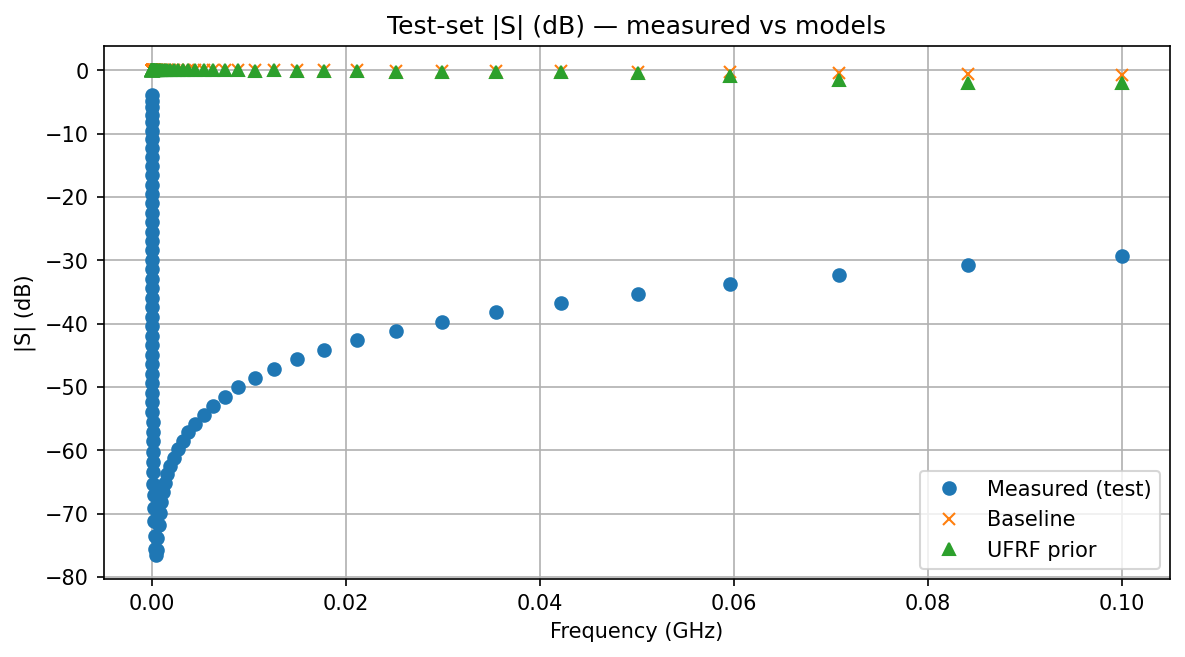 Test-set |S| (dB) — measured vs models
|S| (dB)
0
−10
−20
−30
−40
−50
−60
−70
−80
0.00 0.02 0.04 0.06 0.08 0.10
Frequency (GHz)
Measured (test)
Baseline
UFRF prior